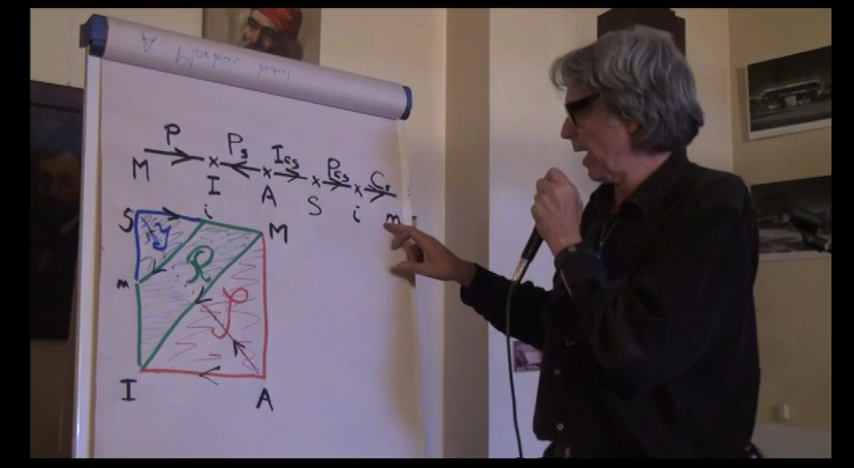 P Ps Ics Pcs Cs
M I A S i m
S i M
R
m
I A